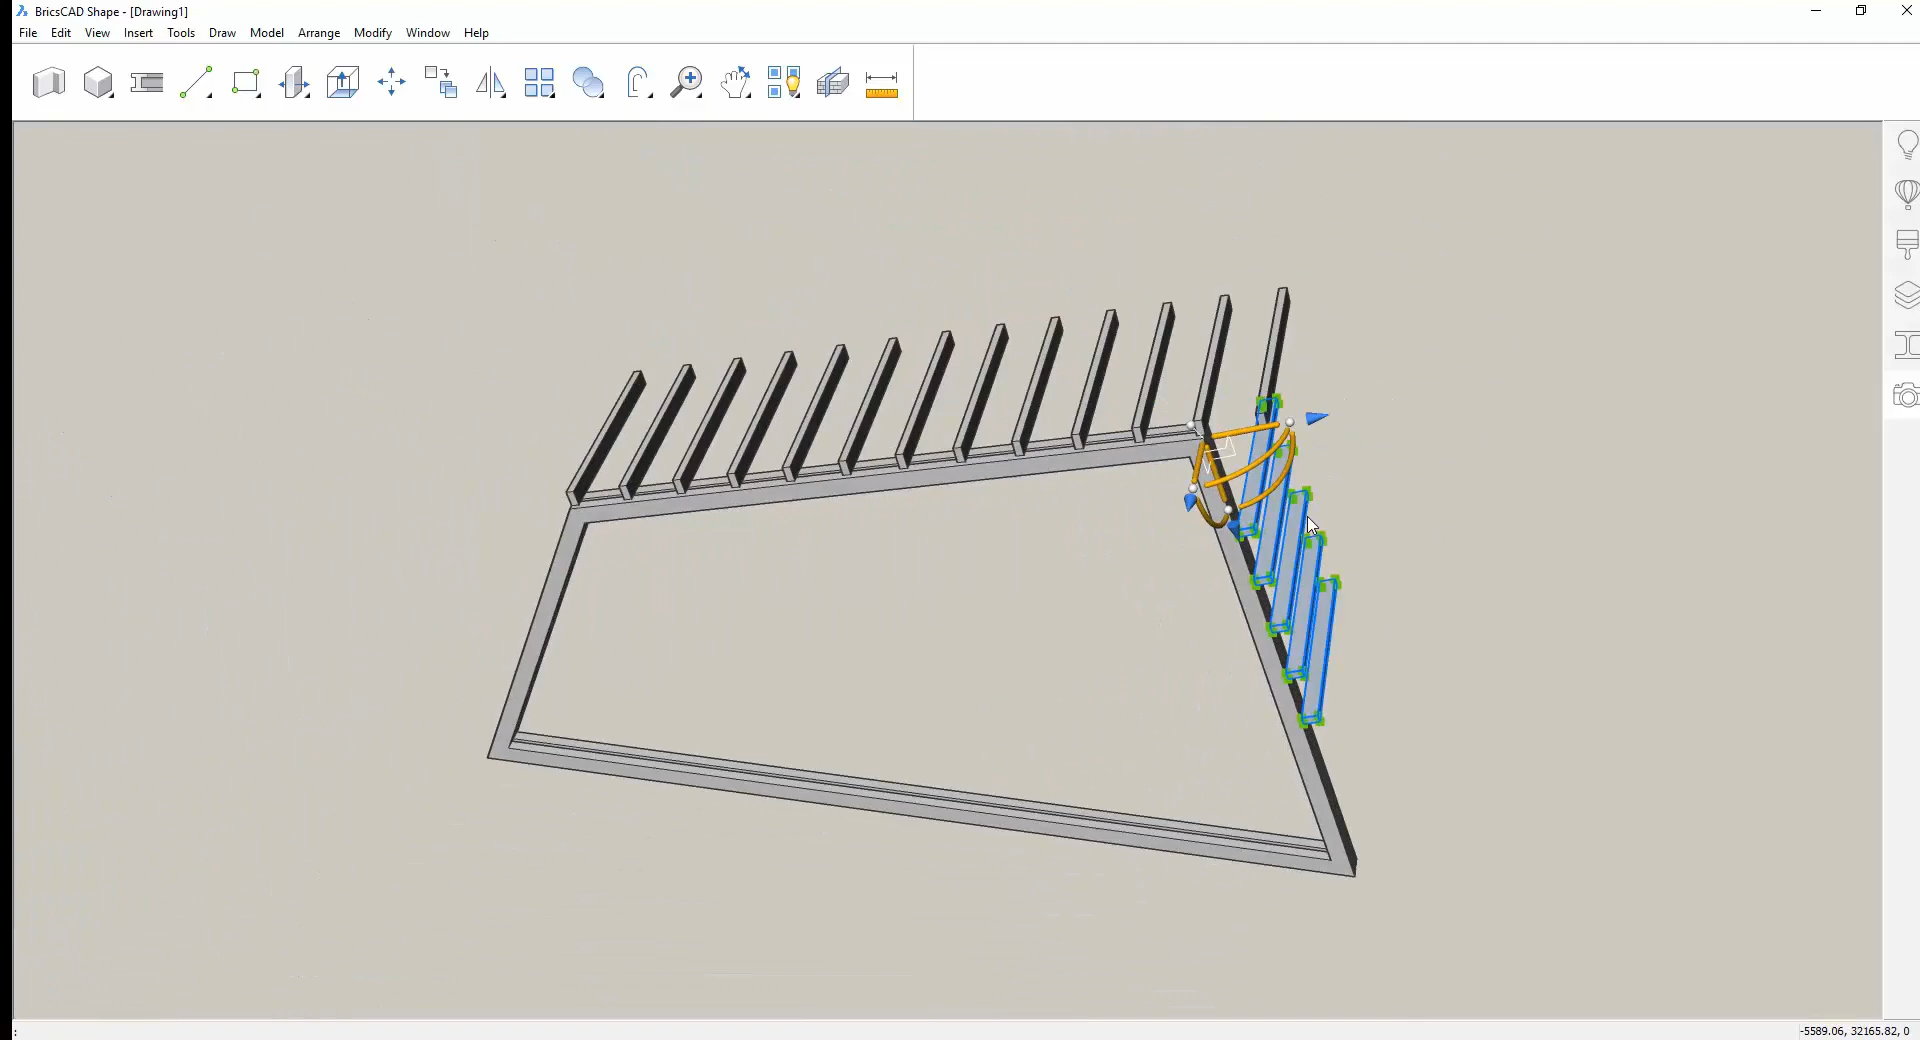 BricsCAD Shape - [Drawing1]
File Edit View Insert Tools Draw Model Arrange Modify Window Help
:
-5589.06, 32165.82, 0